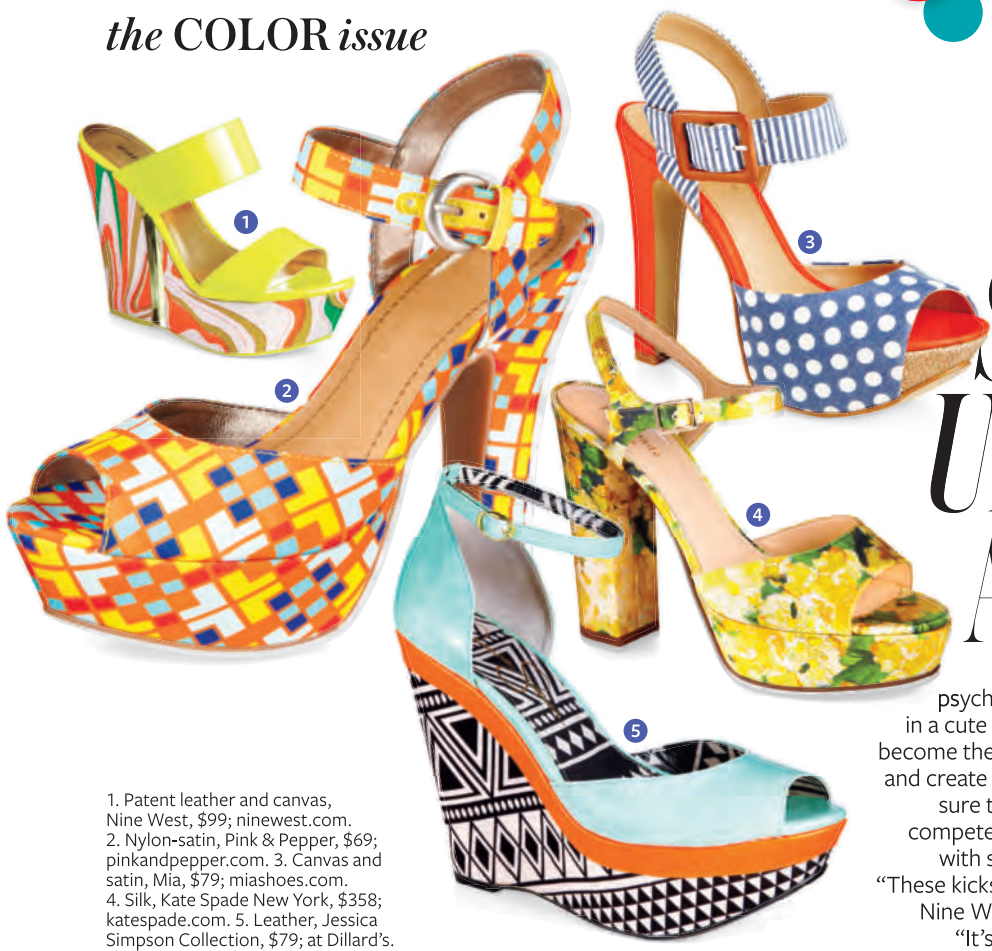 the COLOR issue
1
2
3
4
5
1. Patent leather and canvas,
Nine West, $99; ninewest.com.
2. Nylon-satin, Pink & Pepper, $69;
pinkandpepper.com. 3. Canvas and
satin, Mia, $79; miashoes.com.
4. Silk, Kate Spade New York, $358;
katespade.com. 5. Leather, Jessica
Simpson Collection, $79; at Dillard’s.
psych
in a cute
become the
and create
sure t
compete
with s
“These kicks
Nine W
“It’s